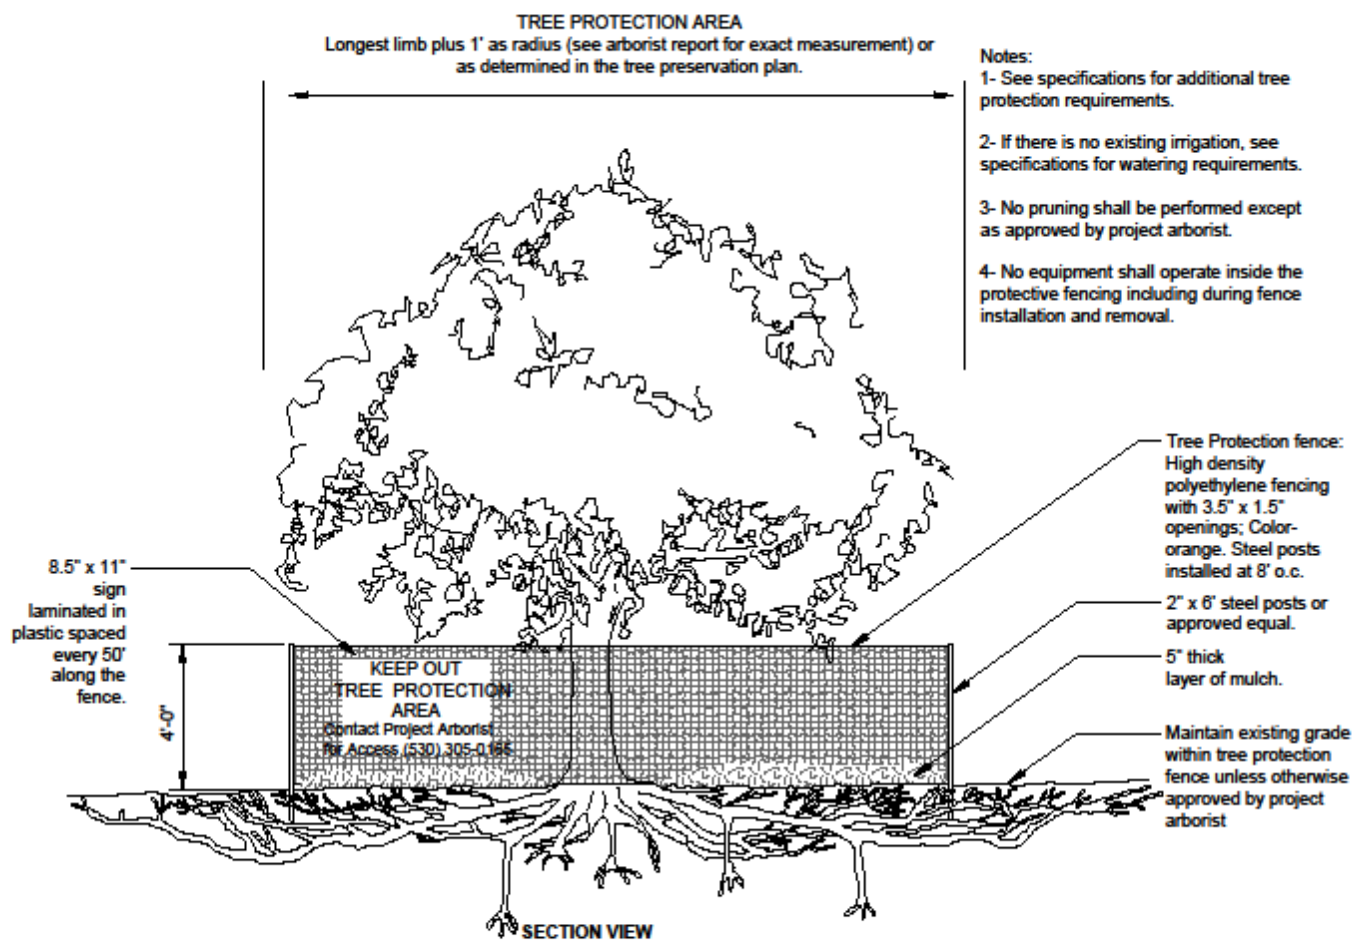 TREE PROTECTION AREA
Longest limb plus 1' as radius (see arborist report for exact measurement) or
as determined in the tree preservation plan.
Notes:
1- See specifications for additional tree
protection requirements.
2- If there is no existing irrigation, see
specifications for watering requirements.
3- No pruning shall be performed except
as approved by project arborist.
4- No equipment shall operate inside the
protective fencing including during fence
installation and removal.
Tree Protection fence:
High density
polyethylene fencing
with 3.5" x 1.5"
openings; Color-
orange. Steel posts
installed at 8' o.c.
2" x 6' steel posts or
approved equal.
5" thick
layer of mulch.
Maintain existing grade
within tree protection
fence unless otherwise
approved by project
arborist
8.5" x 11"
sign
laminated in
plastic spaced
every 50'
along the
fence.
4'-0"
KEEP OUT
TREE PROTECTION
AREA
Contact Project Arborist
for Access (530) 305-0165
SECTION VIEW